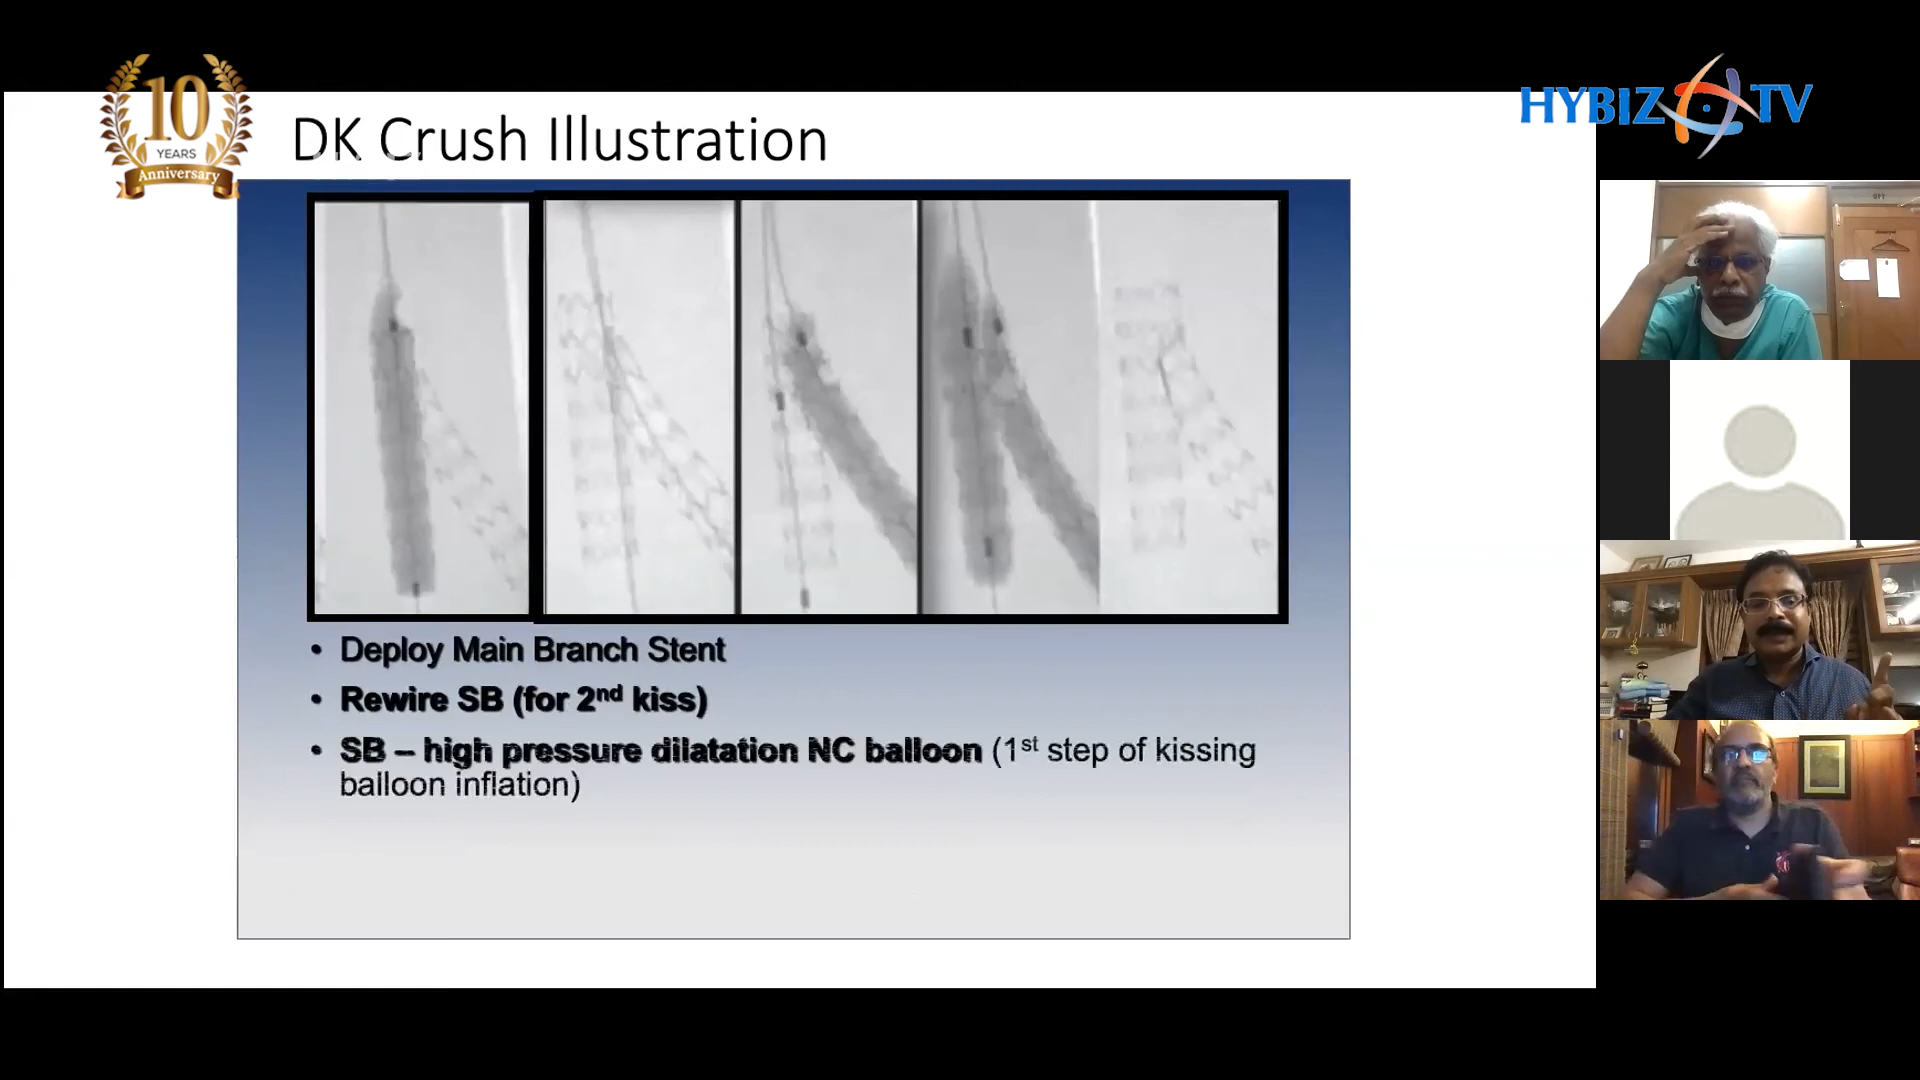 10
YEARS
Anniversary
HYBIZ TV
DK Crush Illustration
• Deploy Main Branch Stent
• Rewire SB (for 2nd kiss)
• SB – high pressure dilatation NC balloon (1st step of kissing
balloon inflation)